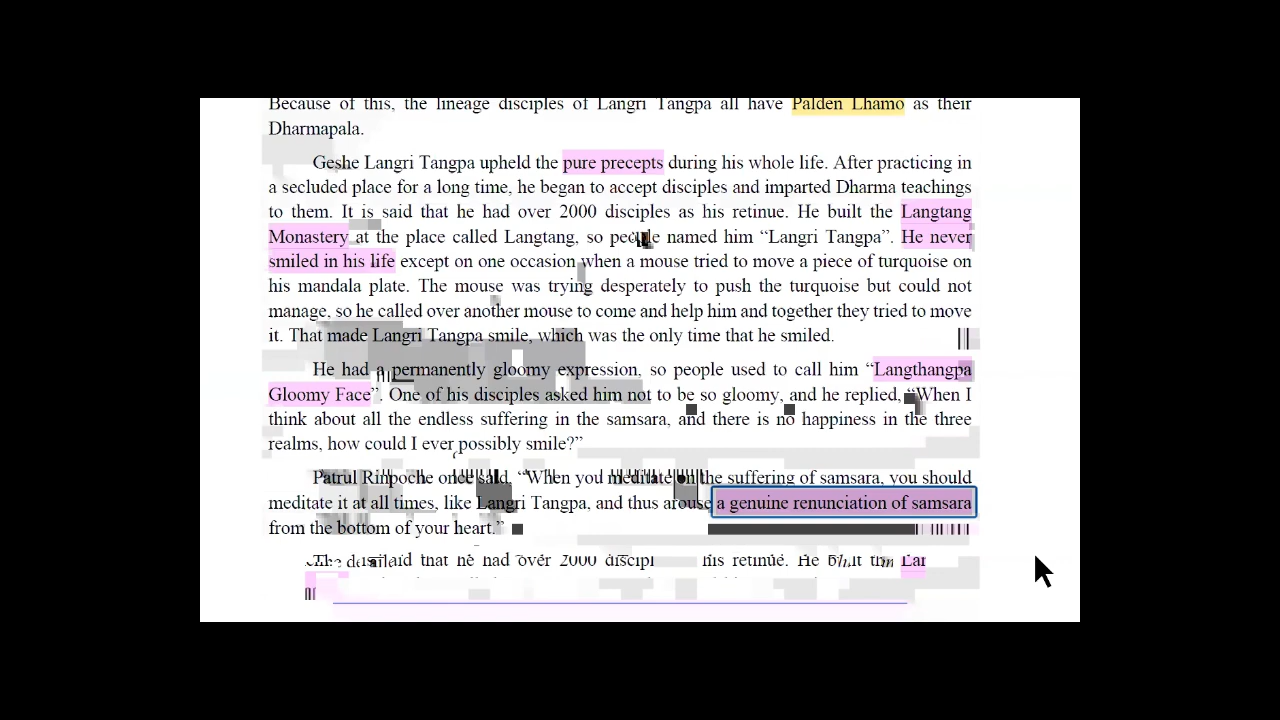 Because of this, the lineage disciples of Langri Tangpa all have Palden Lhamo as their
Dharmapala.
Geshe Langri Tangpa upheld the pure precepts during his whole life. After practicing in
a secluded place for a long time, he began to accept disciples and imparted Dharma teachings
to them. It is said that he had over 2000 disciples as his retinue. He built the Langtang
Monastery at the place called Langtang, so people named him “Langri Tangpa”. He never
smiled in his life except on one occasion when a mouse tried to move a piece of turquoise on
his mandala plate. The mouse was trying desperately to push the turquoise but could not
manage, so he called over another mouse to come and help him and together they tried to move
it. That made Langri Tangpa smile, which was the only time that he smiled.
He had a permanently gloomy expression, so people used to call him “Langthangpa
Gloomy Face”. One of his disciples asked him not to be so gloomy, and he replied, “When I
think about all the endless suffering in the samsara, and there is no happiness in the three
realms, how could I ever possibly smile?”
Patrul Rinpoche once said, “When you meditate on the suffering of samsara, you should
meditate it at all times, like Langri Tangpa, and thus arouse a genuine renunciation of samsara
from the bottom of your heart.”
that he had over 2000 his retinue. He